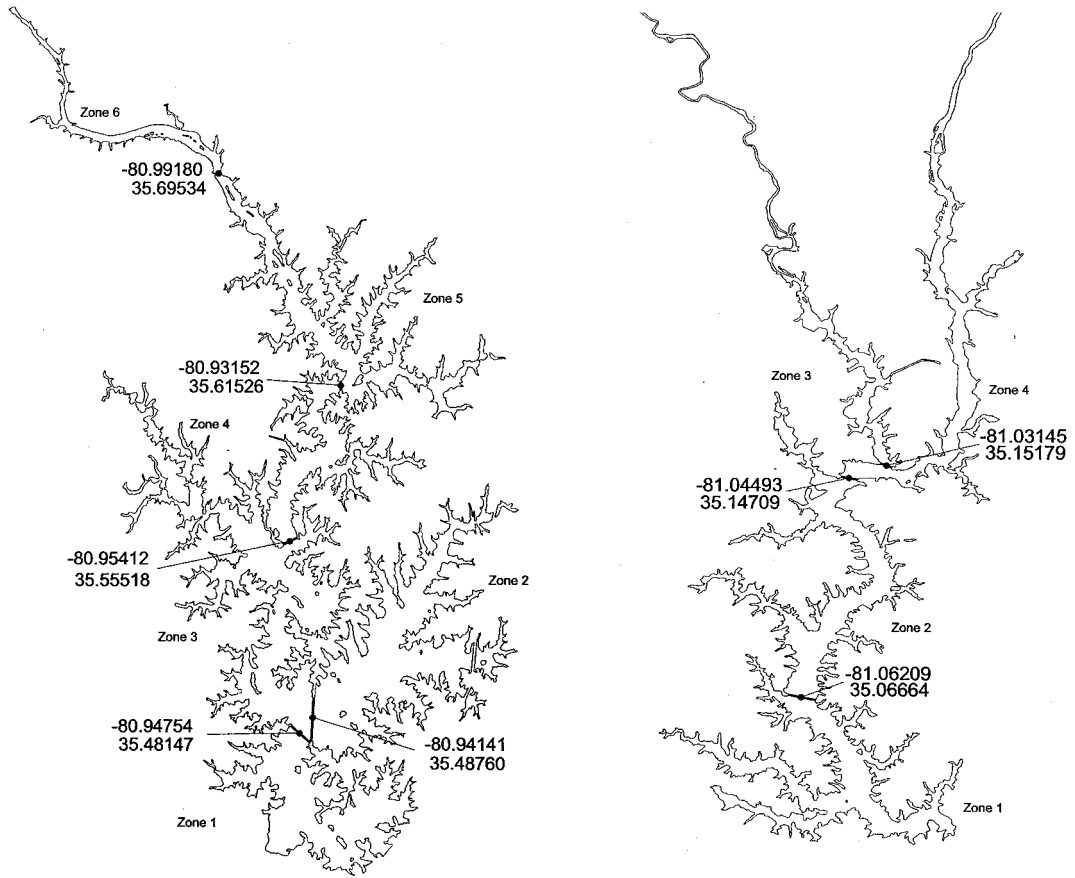 Zone 6
-80.99180
35.69534
Zone 5
-80.93152
35.61526
Zone 4
-80.95412
35.55518
Zone 2
Zone 3
-80.94754
35.48147
-80.94141
35.48760
Zone 1
Zone 3
Zone 4
-81.03145
35.15179
-81.04493
35.14709
Zone 2
-81.06209
35.06664
Zone 1